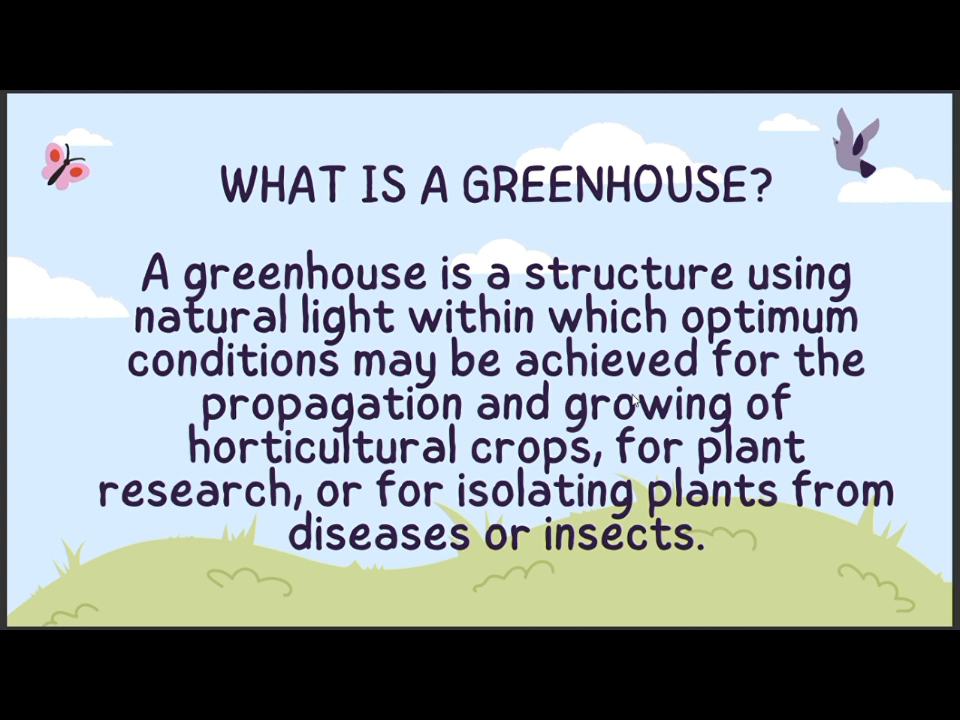 WHAT IS A GREENHOUSE?
A greenhouse is a structure using
natural light within which optimum
conditions may be achieved for the
propagation and growing of
horticultural crops, for plant
research, or for isolating plants from
diseases or insects.